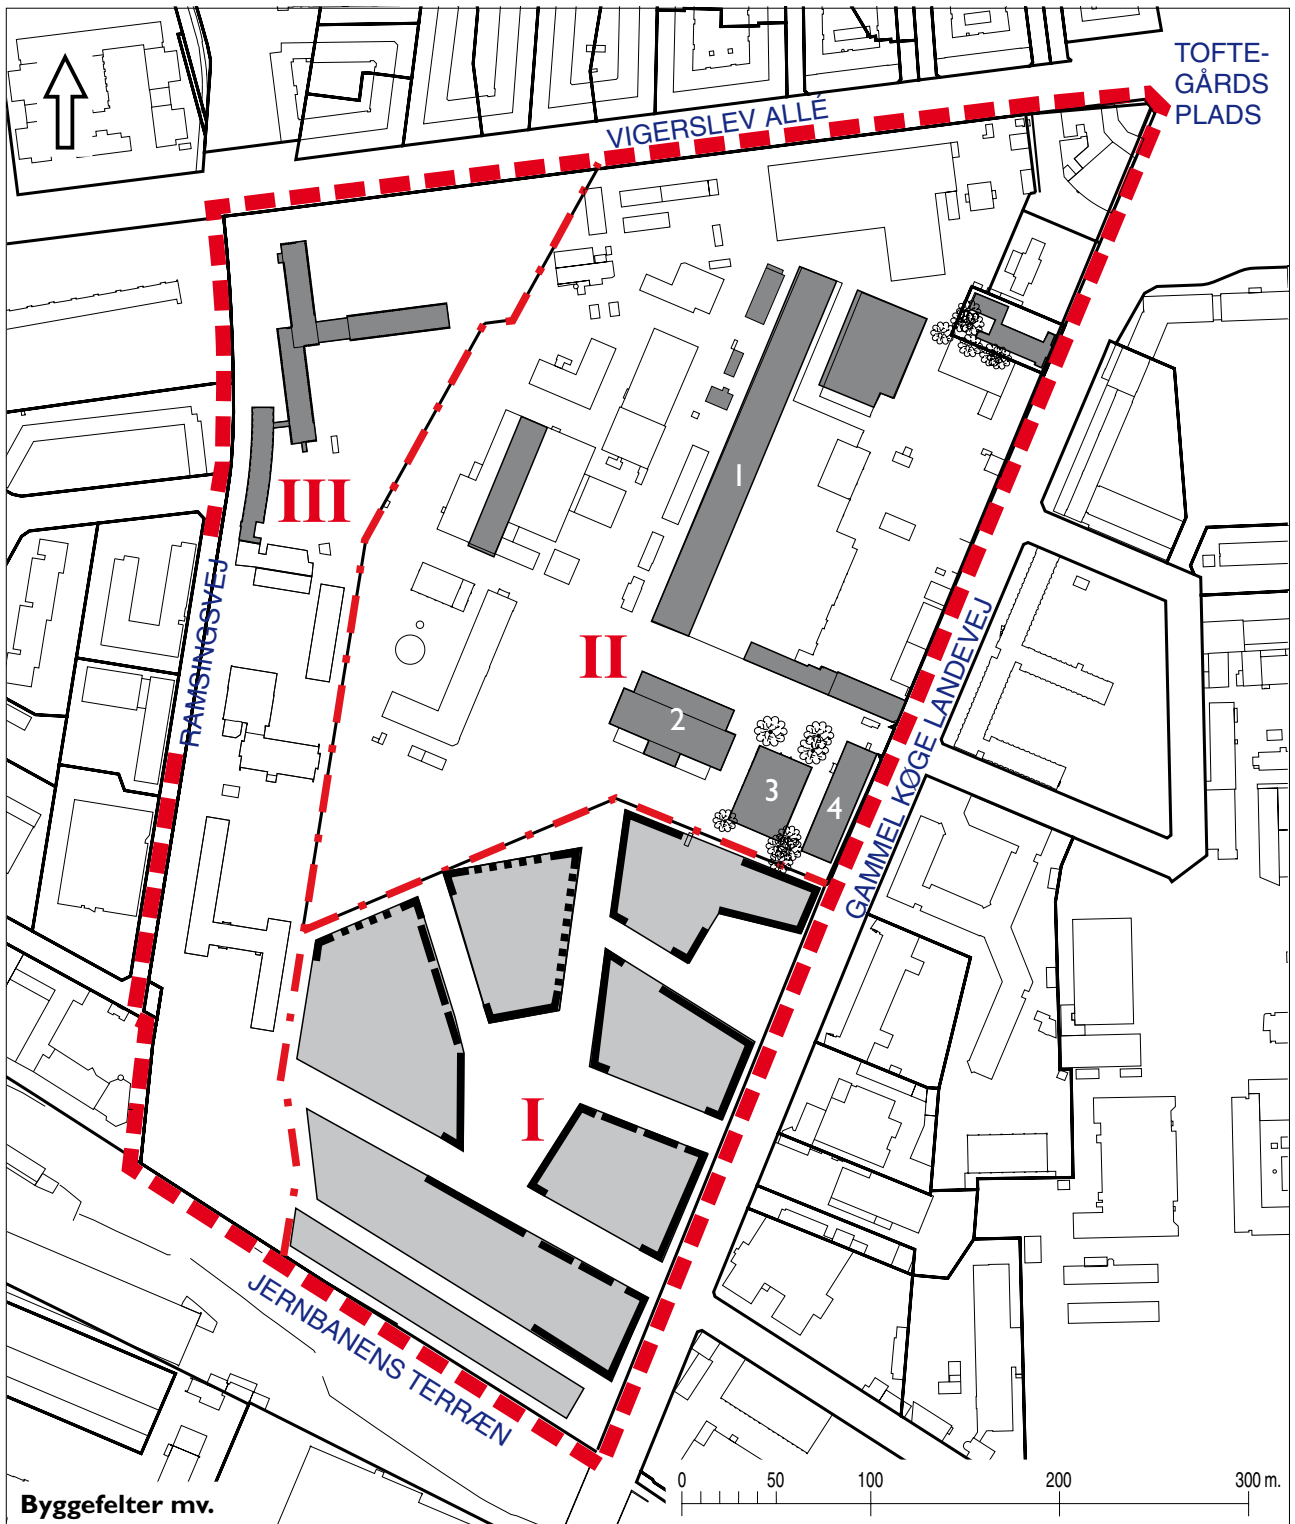 TOFTE-
GÅRDS
PLADS
VIGERSLEV ALLÉ
1
III
RAMSINGSVEJ
II
GAMMEL KØGE LANDEVEJ
2
3
4
I
JERNBANENS TERRÆN
0 50 100 200 300 m.
Byggefelter mv.